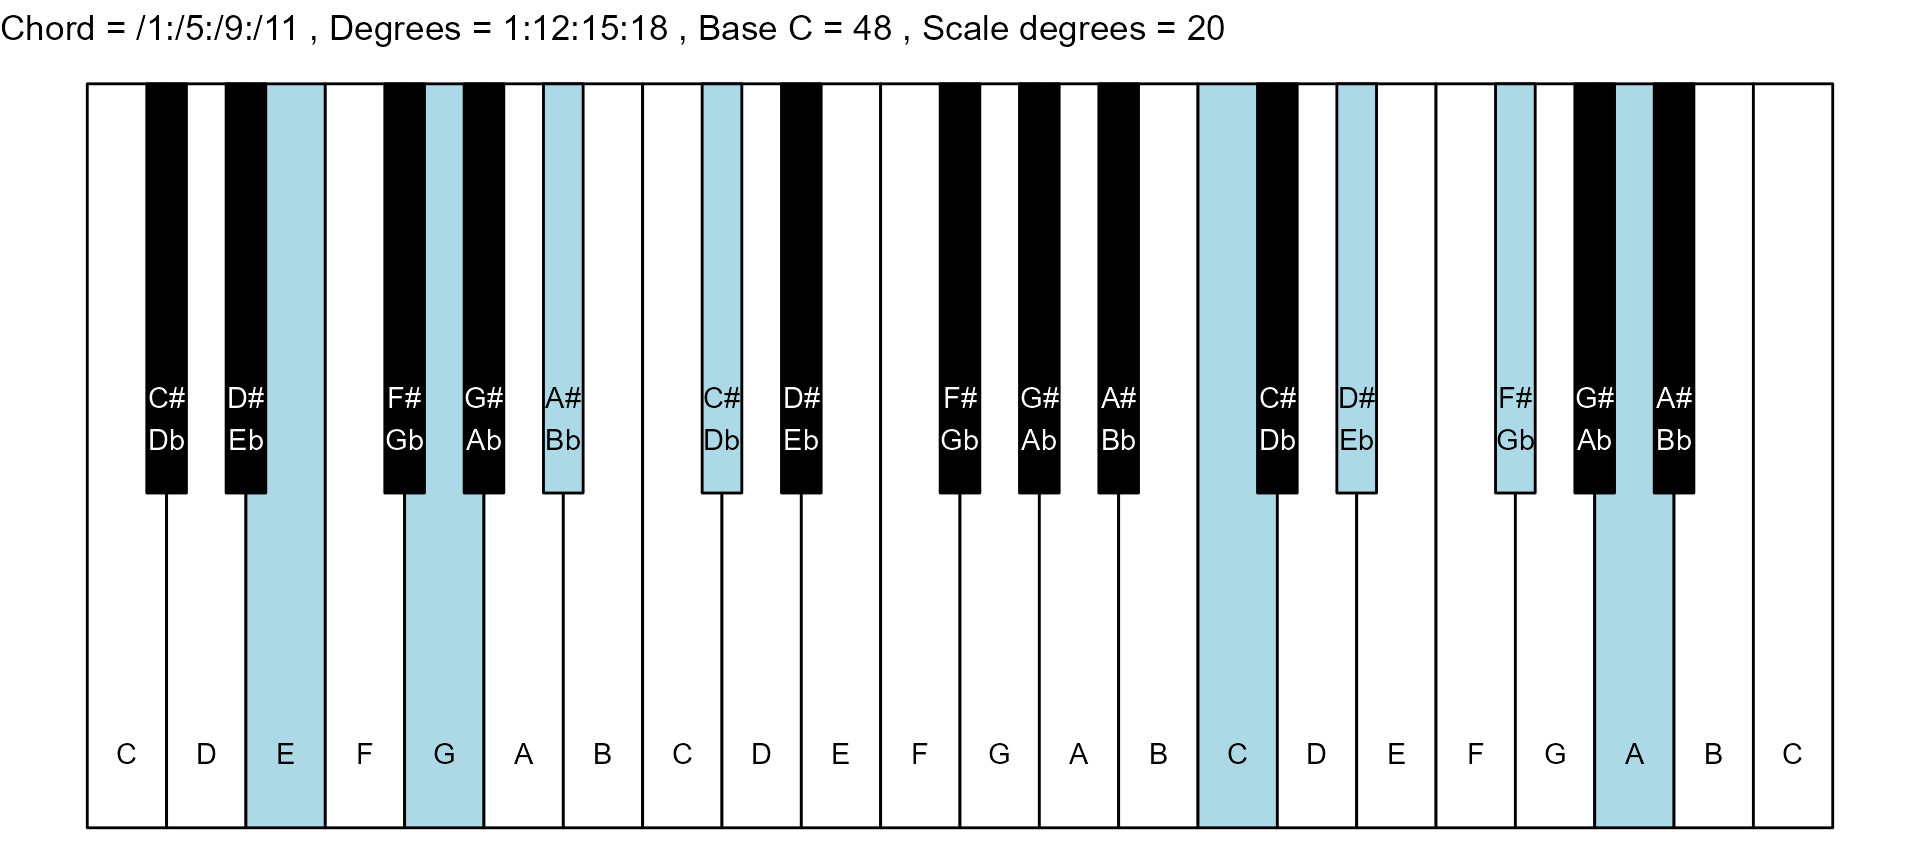 Chord = /1:/5:/9:/11 , Degrees = 1:12:15:18 , Base C = 48 , Scale degrees = 20
C# D# F# G# A# C# D# F# G# A# C# D# F# G# A#
Db Eb Gb Ab Bb Db Eb Gb Ab Bb Db Eb Gb Ab Bb
C D E F G A B C D E F G A B C D E F G A B C